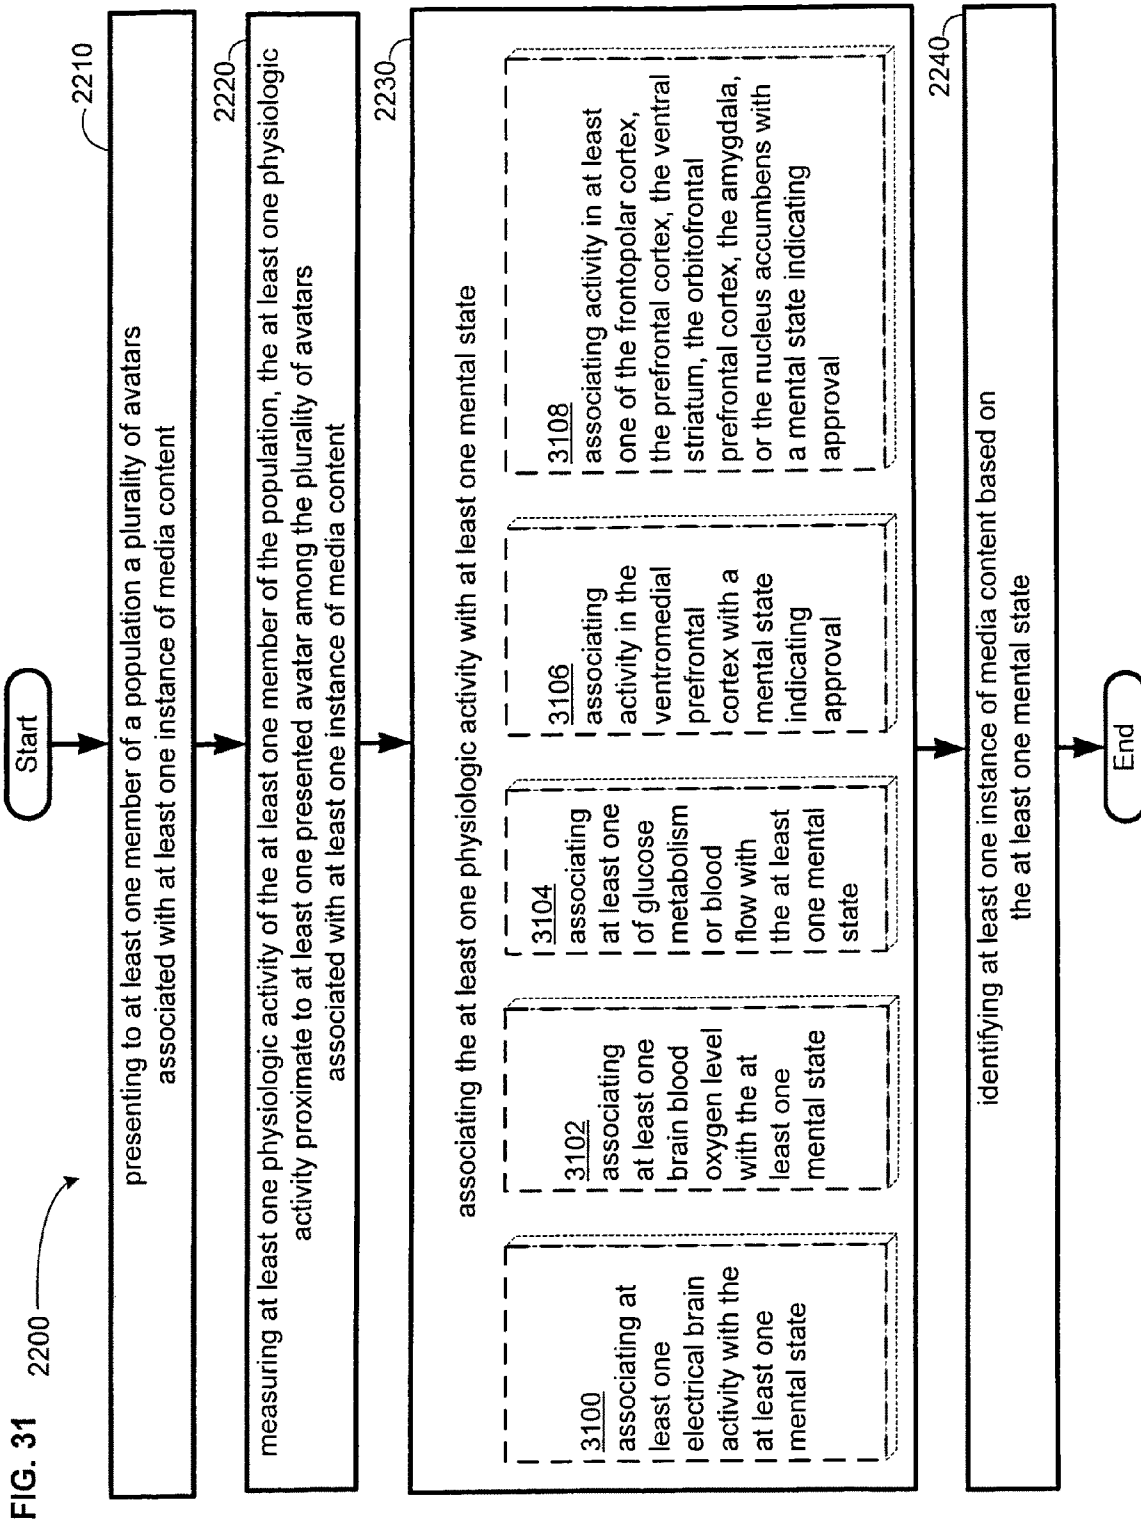 FIG. 31
2200
Start
2210
presenting to at least one member of a population a plurality of avatars
associated with at least one instance of media content
2220
measuring at least one physiologic activity of the at least one member of the population, the at least one physiologic
activity proximate to at least one presented avatar among the plurality of avatars
associated with at least one instance of media content
2230
associating the at least one physiologic activity with at least one mental state
3100
associating at
least one
electrical brain
activity with the
at least one
mental state
3102
associating
at least one
brain blood
oxygen level
with the at
least one
mental state
3104
associating
at least one
of glucose
metabolism
or blood
flow with
the at least
one mental
state
3106
associating
activity in the
ventromedial
prefrontal
cortex with a
mental state
indicating
approval
3108
associating activity in at least
one of the frontopolar cortex,
the prefrontal cortex, the ventral
striatum, the orbitofrontal
prefrontal cortex, the amygdala,
or the nucleus accumbens with
a mental state indicating
approval
2240
identifying at least one instance of media content based on
the at least one mental state
End